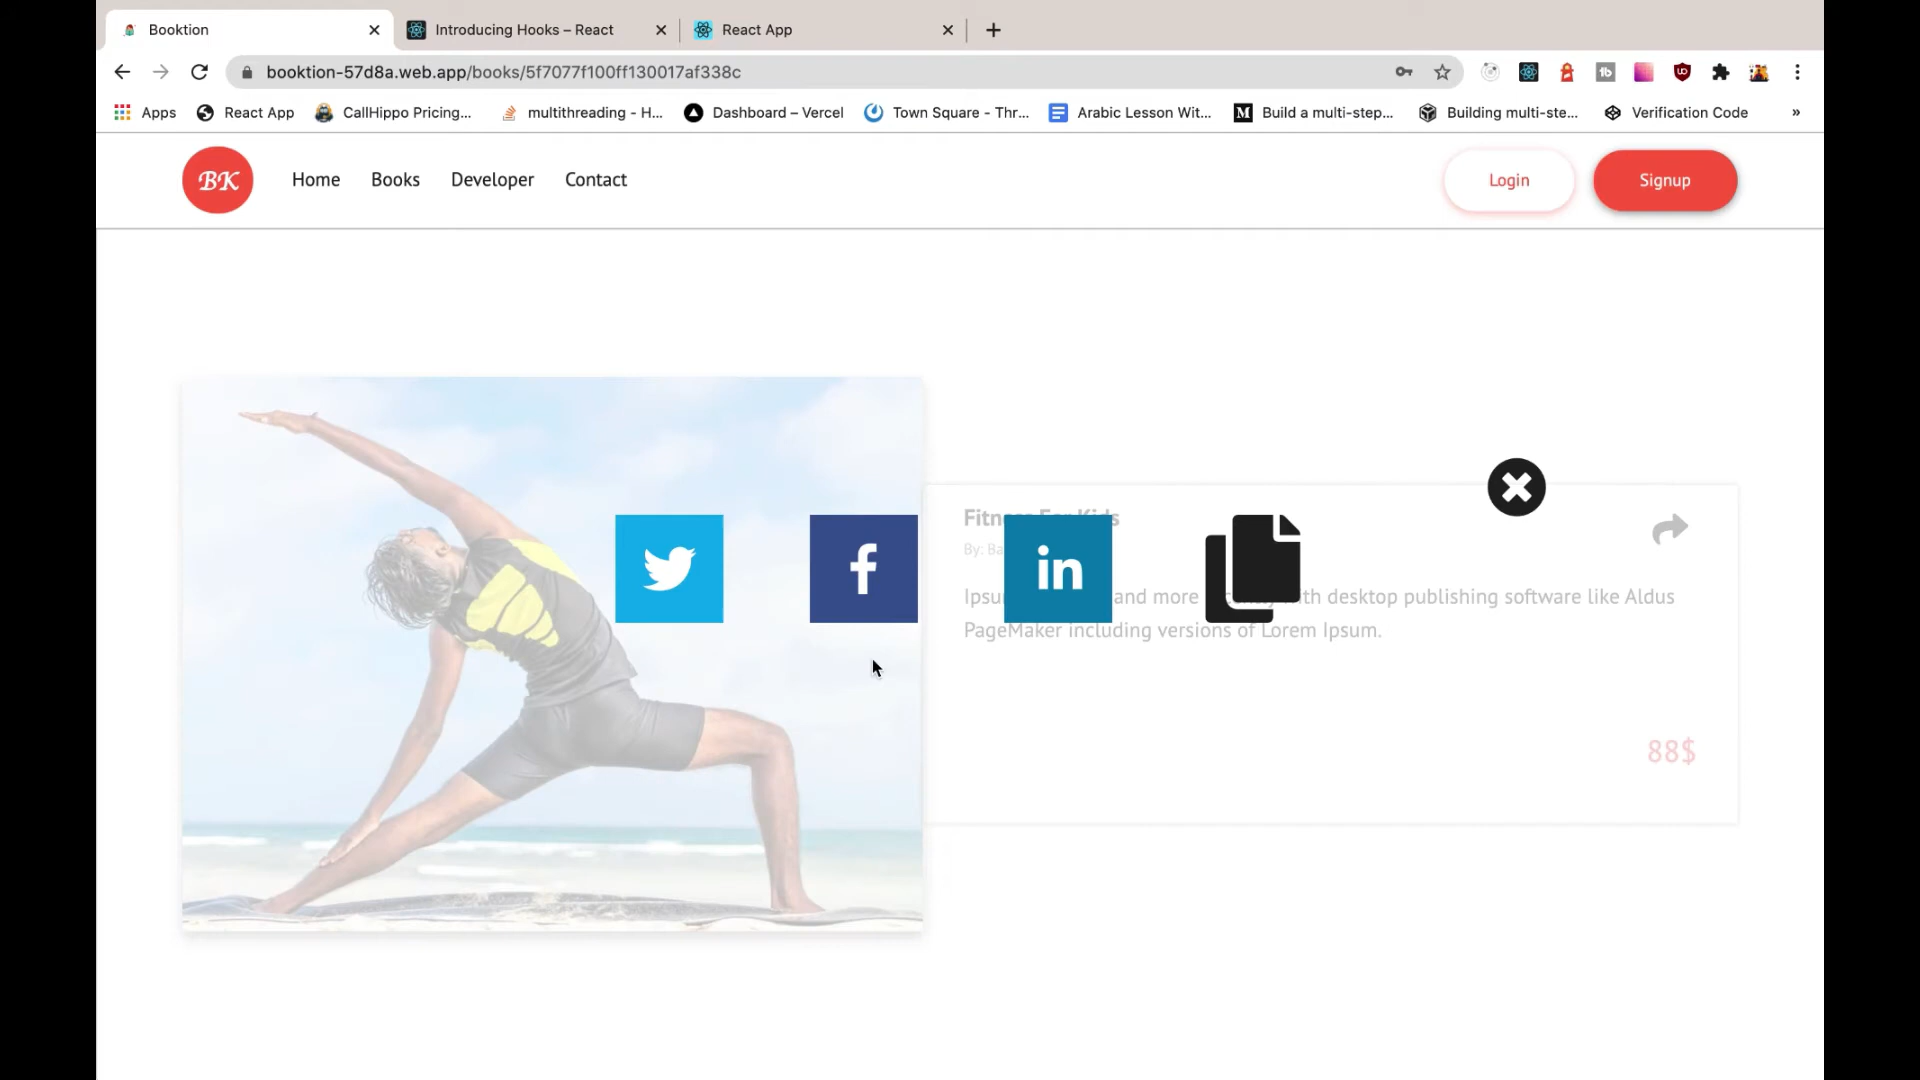 Booktion
Introducing Hooks – React
React App
booktion-57d8a.web.app/books/5f7077f100ff130017af338c
Apps
React App
CallHippo Pricing...
multithreading - H...
Dashboard – Vercel
Town Square - Thr...
Arabic Lesson Wit...
Build a multi-step...
Building multi-ste...
Verification Code
»
BK
Home
Books
Developer
Contact
Login
Signup
By:
and more
with desktop publishing software like Aldus
PageMaker including versions of Lorem Ipsum.
88$